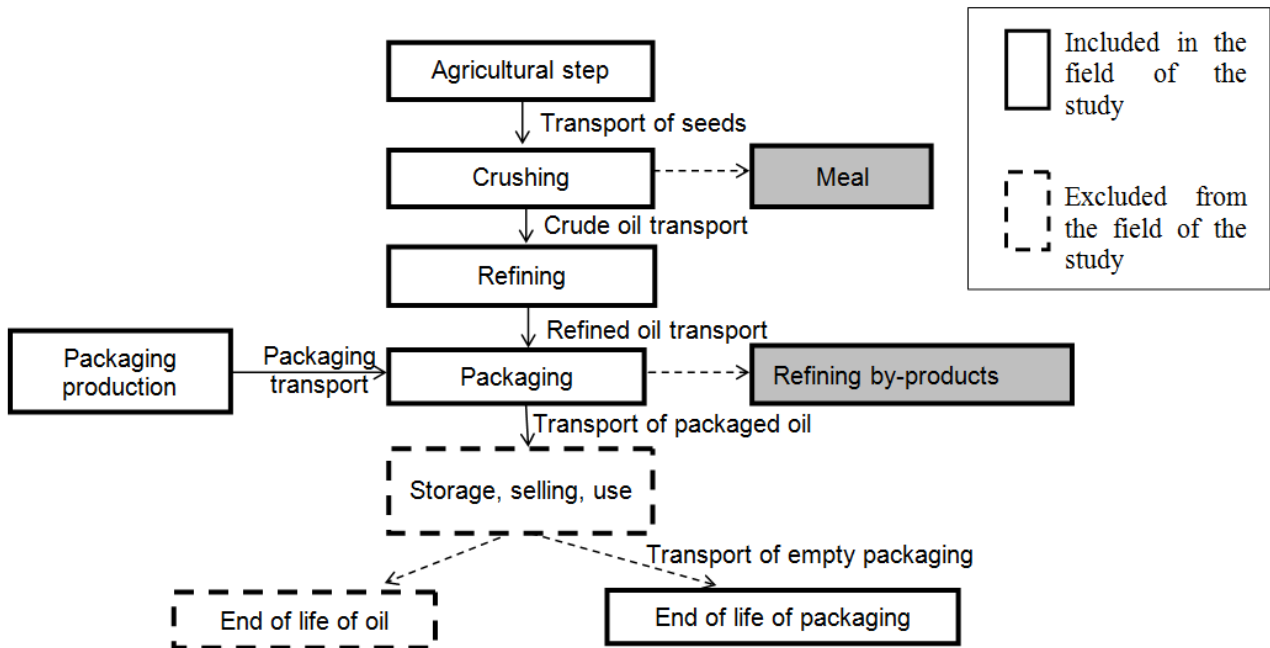 Agricultural step
Included in the
field of the
study
Transport of seeds
Crushing
Meal
Excluded from
the field of the
study
Crude oil transport
Refining
Refined oil transport
Packaging
production
Packaging
transport
Packaging
Refining by-products
Transport of packaged oil
Storage, selling, use
Transport of empty packaging
End of life of oil
End of life of packaging